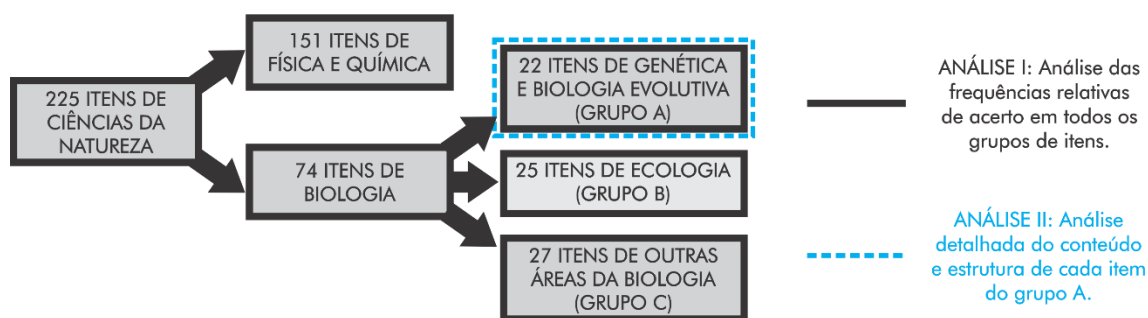 225 ITENS DE
CIÊNCIAS DA
NATUREZA
151 ITENS DE
FÍSICA E QUÍMICA
74 ITENS DE
BIOLOGIA
22 ITENS DE GENÉTICA
E BIOLOGIA EVOLUTIVA
(GRUPO A)
25 ITENS DE ECOLOGIA
(GRUPO B)
27 ITENS DE OUTRAS
ÁREAS DA BIOLOGIA
(GRUPO C)
ANÁLISE I: Análise das
frequências relativas
de acerto em todos os
grupos de itens.
ANÁLISE II: Análise
detalhada do conteúdo
e estrutura de cada item
do grupo A.